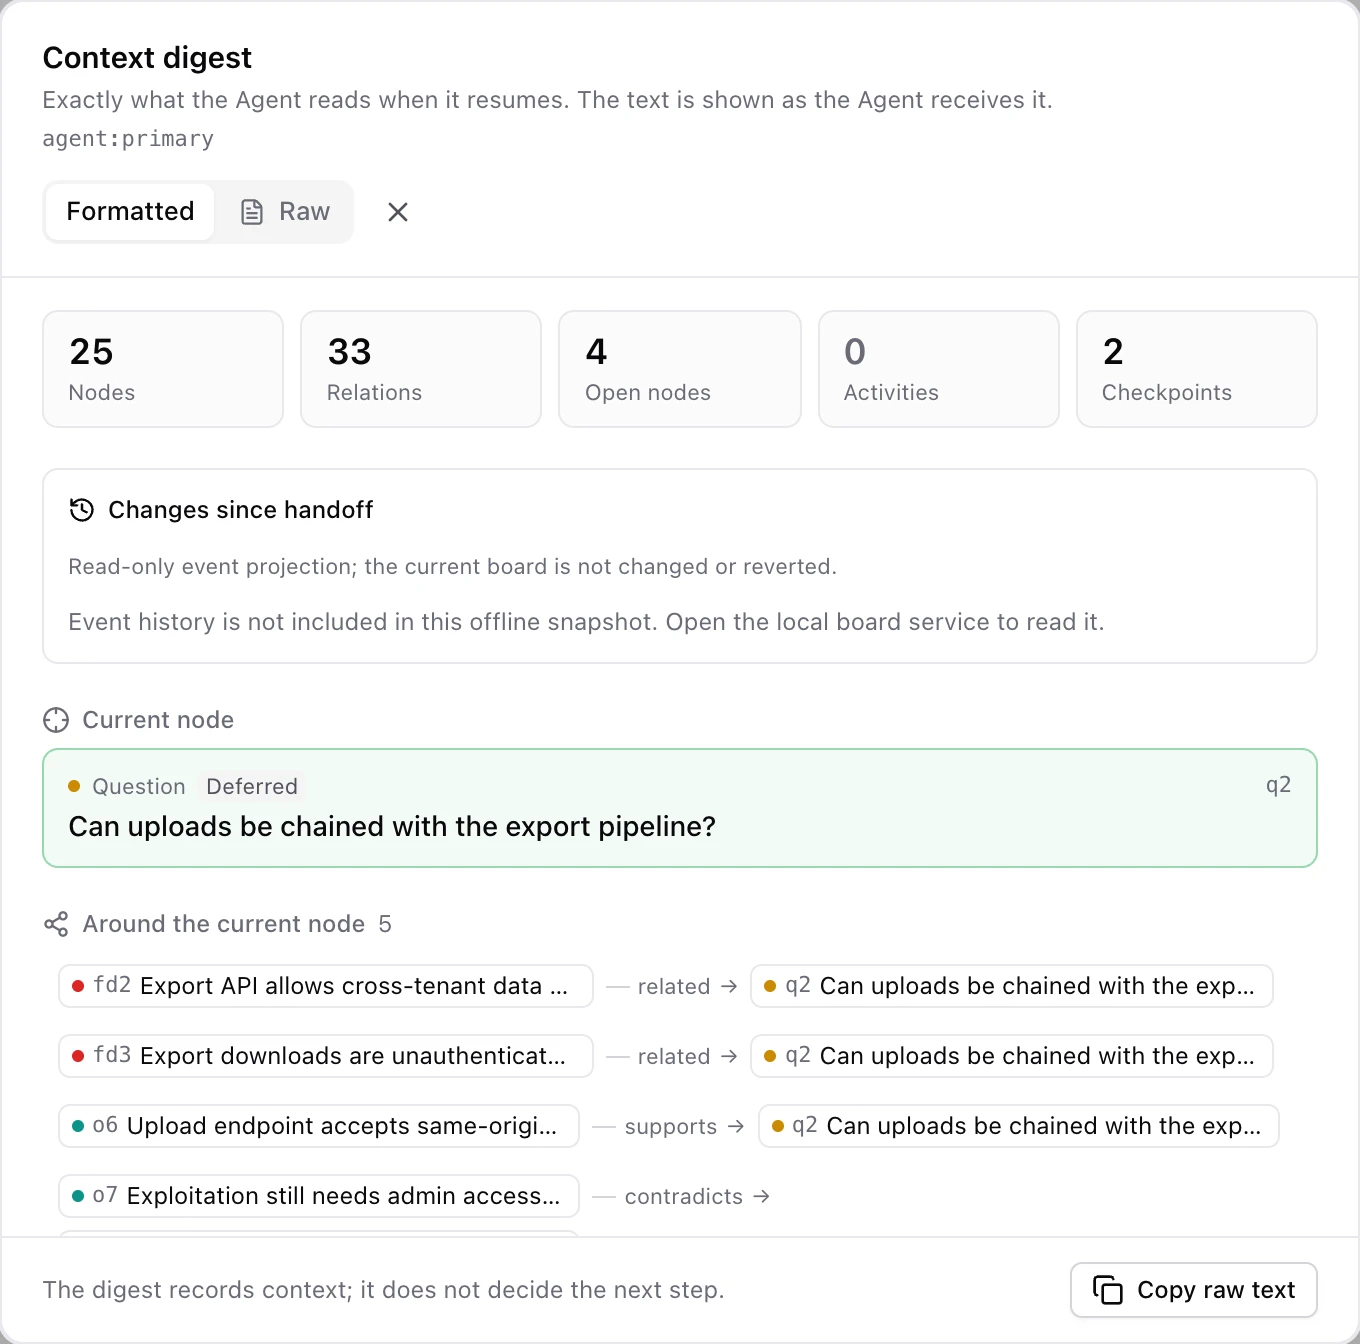 Context digest
Exactly what the Agent reads when it resumes. The text is shown as the Agent receives it.
agent:primary
Formatted Raw
25 33 4 0 2
Nodes Relations Open nodes Activities Checkpoints
Changes since handoff
Read-only event projection; the current board is not changed or reverted.
Event history is not included in this offline snapshot. Open the local board service to read it.
Current node
Question Deferred q2
Can uploads be chained with the export pipeline?
Around the current node 5
fd2 Export API allows cross-tenant data ... — related → q2 Can uploads be chained with the exp...
fd3 Export downloads are unauthenticat... — related → q2 Can uploads be chained with the exp...
o6 Upload endpoint accepts same-origi... — supports → q2 Can uploads be chained with the exp...
o7 Exploitation still needs admin access... — contradicts →
The digest records context; it does not decide the next step.
Copy raw text